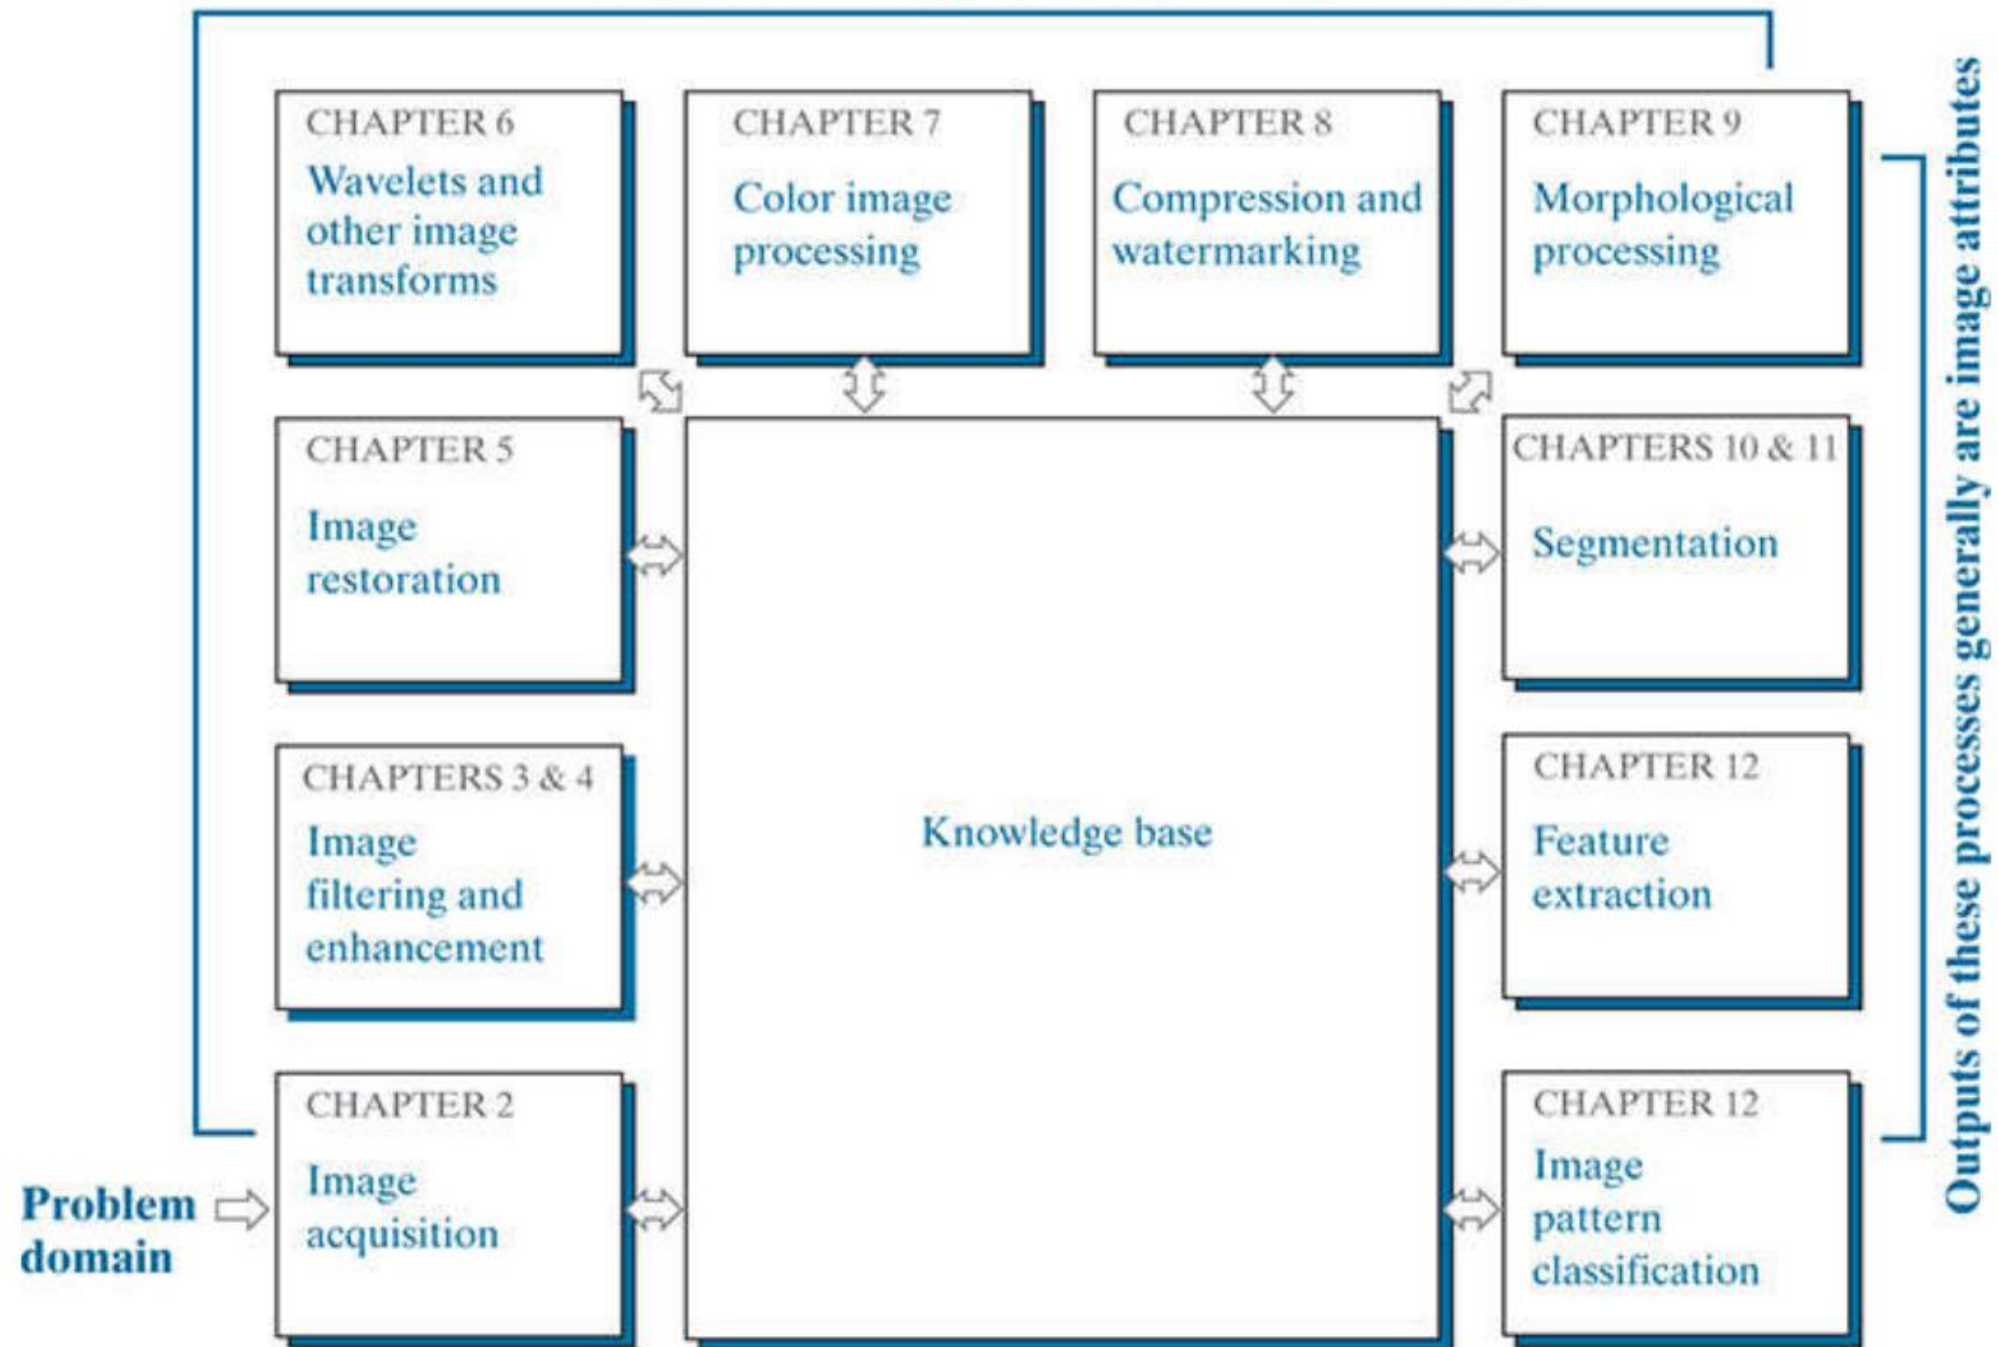 CHAPTER 6
Wavelets and
other image
transforms
CHAPTER 7
Color image
processing
CHAPTER 8
Compression and
watermarking
CHAPTER 9
Morphological
processing
CHAPTER 5
Image
restoration
CHAPTERS 10 & 11
Segmentation
CHAPTERS 3 & 4
Image
filtering and
enhancement
Knowledge base
CHAPTER 12
Feature
extraction
CHAPTER 2
Image
acquisition
CHAPTER 12
Image
pattern
classification
Problem
domain
Outputs of these processes generally are image attributes